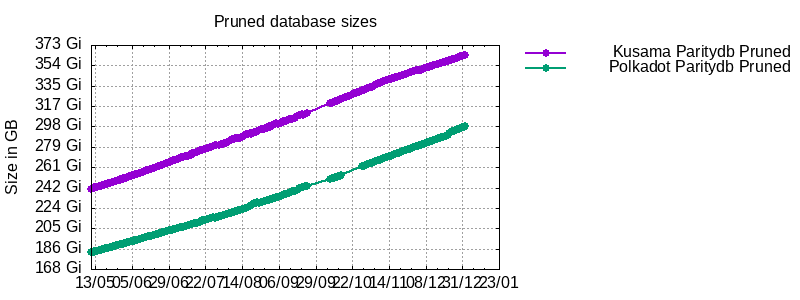 Pruned database sizes
Kusama Paritydb Pruned
Polkadot Paritydb Pruned
Size in GB
373 Gi
354 Gi
335 Gi
317 Gi
298 Gi
279 Gi
261 Gi
242 Gi
224 Gi
205 Gi
186 Gi
168 Gi
13/05 05/06 29/06 22/07 14/08 06/09 29/09 22/10 14/11 08/12 31/12 23/01